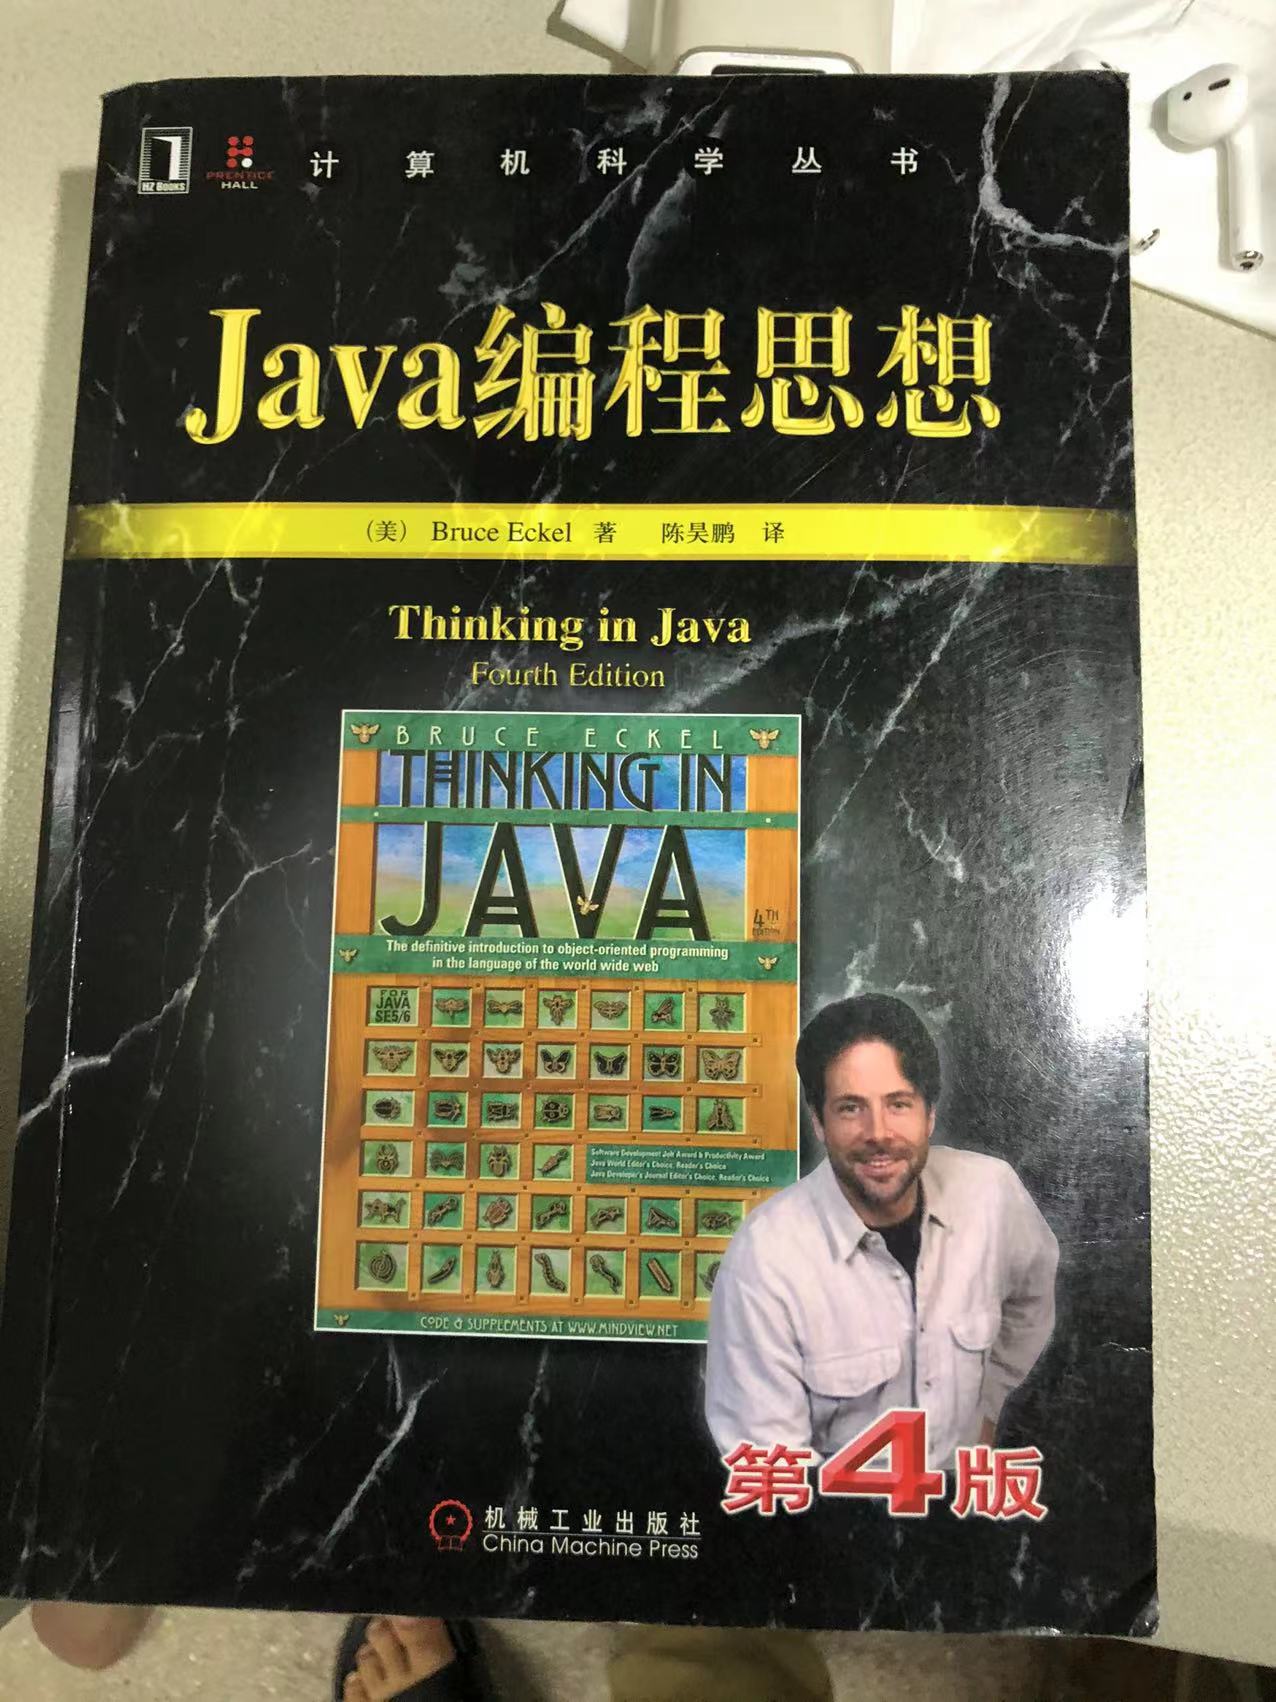 HZ BOOKS
PRENTICE
HALL
计算机科学丛书
Java编程思想
(美) Bruce Eckel 著 陈昊鹏 译
Thinking in Java
Fourth Edition
BRUCE ECKEL
THINKING IN
JAVA
4TH
EDITION
The definitive introduction to object-oriented programming
in the language of the world wide web
FOR
JAVA
SE5/6
Software Development Jolt Award & Productivity Award
Java World Editor's Choice, Reader's Choice
Java Developer's Journal Editor's Choice, Reader's Choice
CODE & SUPPLEMENTS AT WWW.MINDVIEW.NET
第4版
机械工业出版社
China Machine Press